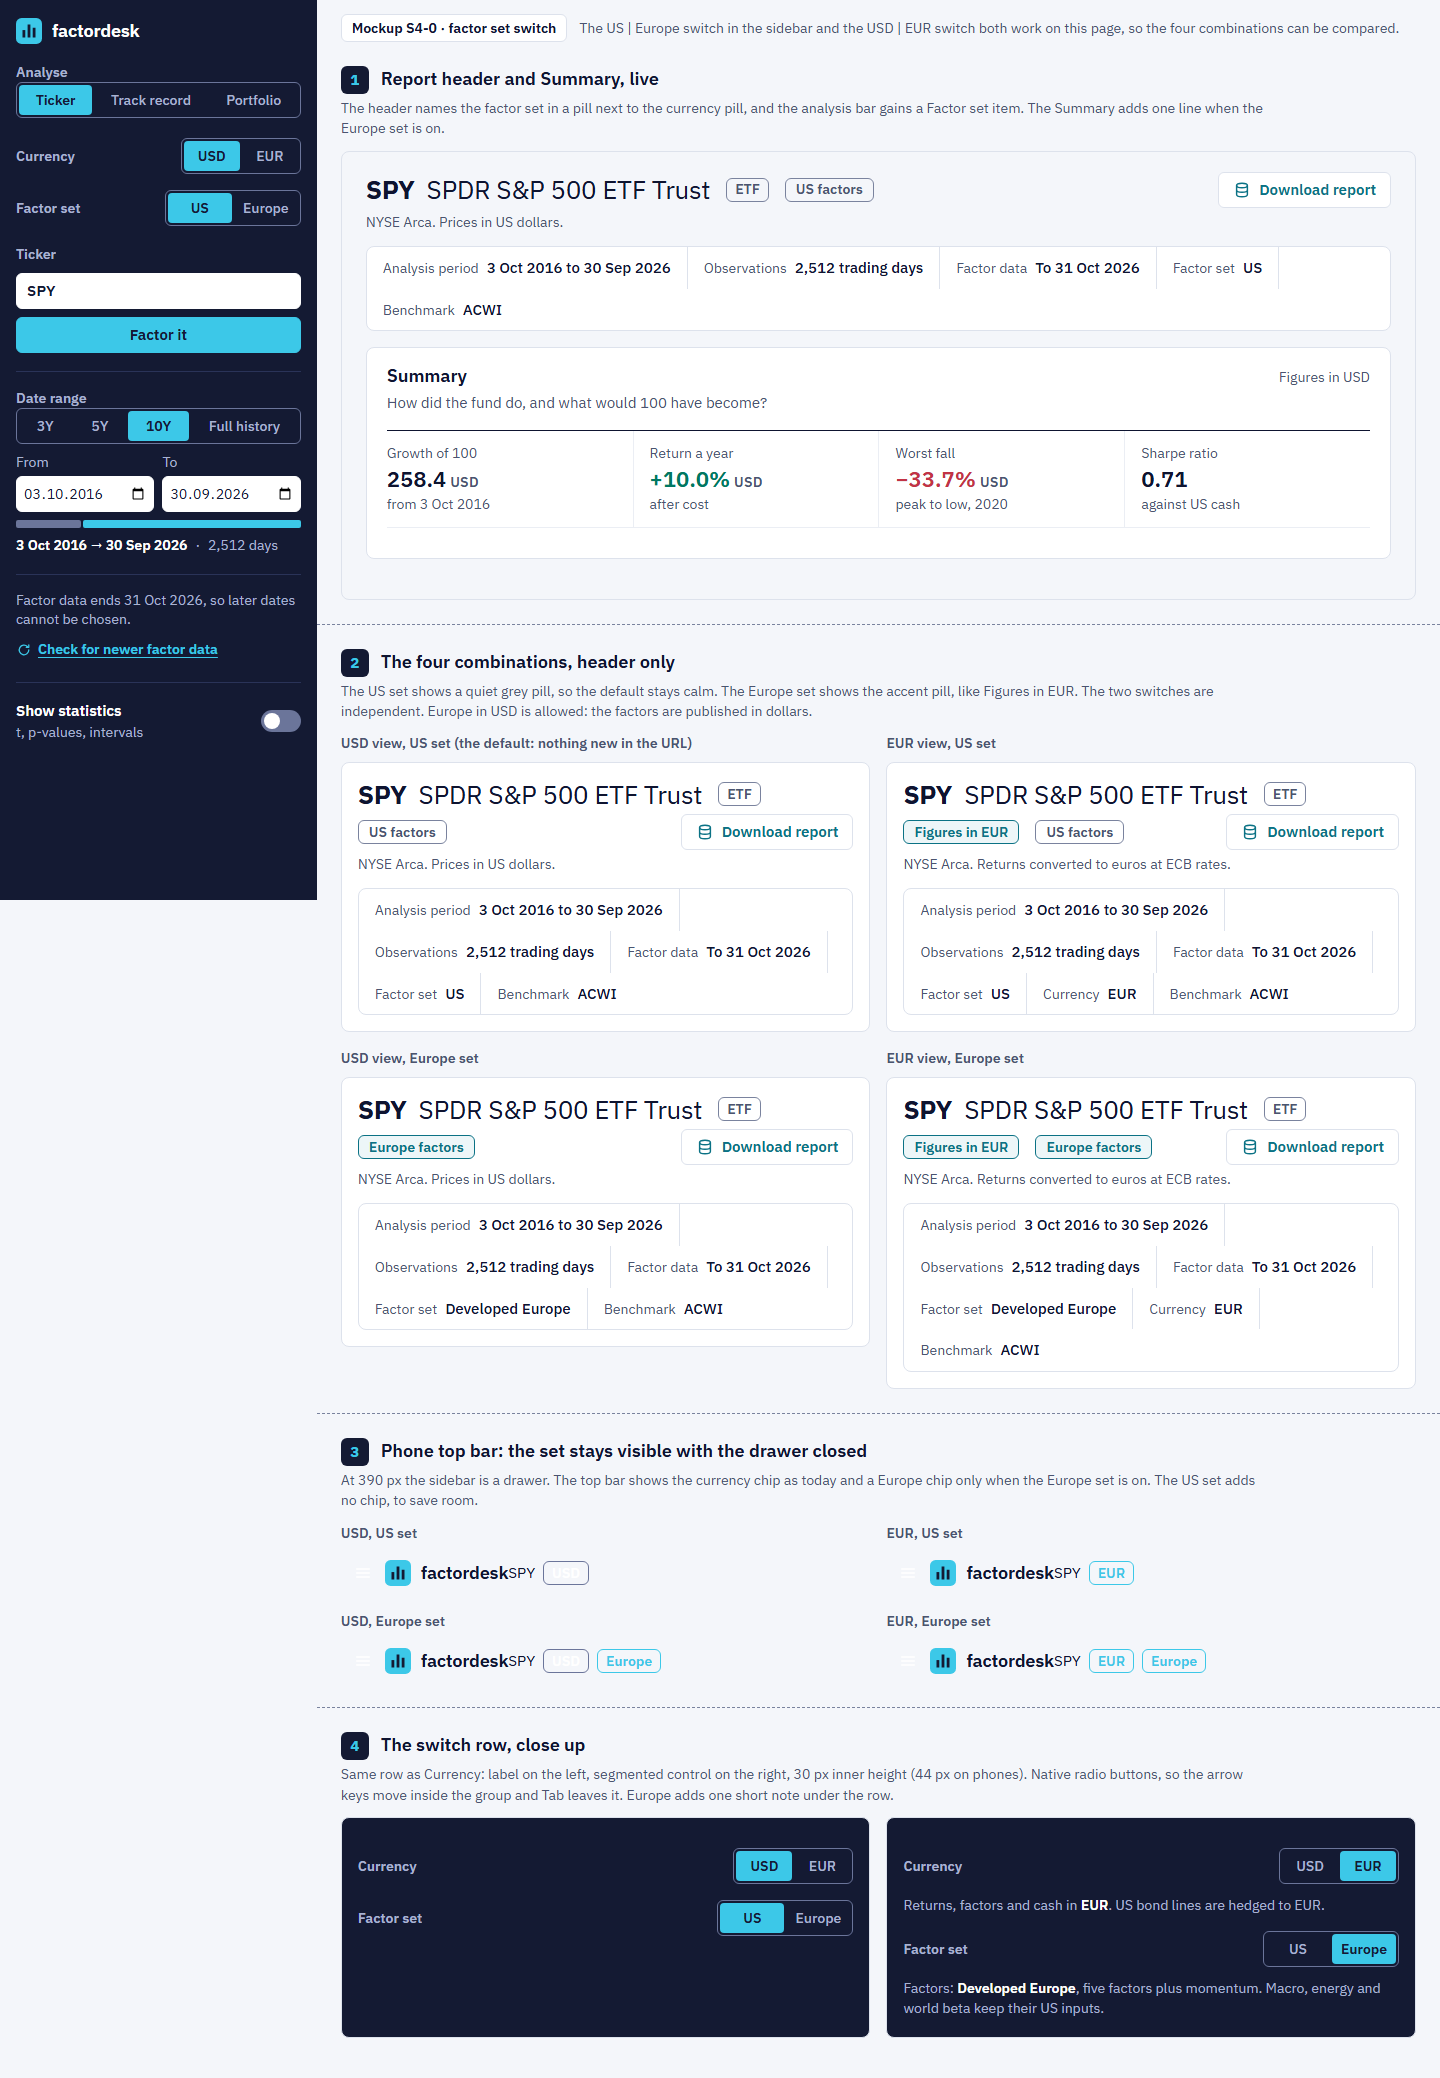 factordesk
Analyse
Ticker Track record Portfolio
Currency USD EUR
Factor set US Europe
Ticker
SPY
Factor it
Date range
3Y 5Y 10Y Full history
From To
03.10.2016 30.09.2026
3 Oct 2016 → 30 Sep 2026 · 2,512 days
Factor data ends 31 Oct 2026, so later dates
cannot be chosen.
Check for newer factor data
Show statistics
t, p-values, intervals
Mockup S4-0 · factor set switch The US | Europe switch in the sidebar and the USD | EUR switch both work on this page, so the four combinations can be compared.
1 Report header and Summary, live
The header names the factor set in a pill next to the currency pill, and the analysis bar gains a Factor set item. The Summary adds one line when the
Europe set is on.
SPY SPDR S&P 500 ETF Trust ETF US factors Download report
NYSE Arca. Prices in US dollars.
Analysis period 3 Oct 2016 to 30 Sep 2026 Observations 2,512 trading days Factor data To 31 Oct 2026 Factor set US
Benchmark ACWI
Summary Figures in USD
How did the fund do, and what would 100 have become?
Growth of 100 Return a year Worst fall Sharpe ratio
258.4 USD +10.0% USD −33.7% USD 0.71
from 3 Oct 2016 after cost peak to low, 2020 against US cash
2 The four combinations, header only
The US set shows a quiet grey pill, so the default stays calm. The Europe set shows the accent pill, like Figures in EUR. The two switches are
independent. Europe in USD is allowed: the factors are published in dollars.
USD view, US set (the default: nothing new in the URL)
SPY SPDR S&P 500 ETF Trust ETF
US factors Download report
NYSE Arca. Prices in US dollars.
Analysis period 3 Oct 2016 to 30 Sep 2026
Observations 2,512 trading days Factor data To 31 Oct 2026
Factor set US Benchmark ACWI
EUR view, US set
SPY SPDR S&P 500 ETF Trust ETF
Figures in EUR US factors Download report
NYSE Arca. Returns converted to euros at ECB rates.
Analysis period 3 Oct 2016 to 30 Sep 2026
Observations 2,512 trading days Factor data To 31 Oct 2026
Factor set US Currency EUR Benchmark ACWI
USD view, Europe set
SPY SPDR S&P 500 ETF Trust ETF
Europe factors Download report
NYSE Arca. Prices in US dollars.
Analysis period 3 Oct 2016 to 30 Sep 2026
Observations 2,512 trading days Factor data To 31 Oct 2026
Factor set Developed Europe Benchmark ACWI
EUR view, Europe set
SPY SPDR S&P 500 ETF Trust ETF
Figures in EUR Europe factors Download report
NYSE Arca. Returns converted to euros at ECB rates.
Analysis period 3 Oct 2016 to 30 Sep 2026
Observations 2,512 trading days Factor data To 31 Oct 2026
Factor set Developed Europe Currency EUR
Benchmark ACWI
3 Phone top bar: the set stays visible with the drawer closed
At 390 px the sidebar is a drawer. The top bar shows the currency chip as today and a Europe chip only when the Europe set is on. The US set adds
no chip, to save room.
USD, US set
factordeskSPY USD
EUR, US set
factordeskSPY EUR
USD, Europe set
factordeskSPY USD Europe
EUR, Europe set
factordeskSPY EUR Europe
4 The switch row, close up
Same row as Currency: label on the left, segmented control on the right, 30 px inner height (44 px on phones). Native radio buttons, so the arrow
keys move inside the group and Tab leaves it. Europe adds one short note under the row.
Currency USD EUR
Factor set US Europe
Currency USD EUR
Returns, factors and cash in EUR. US bond lines are hedged to EUR.
Factor set US Europe
Factors: Developed Europe, five factors plus momentum. Macro, energy and
world beta keep their US inputs.